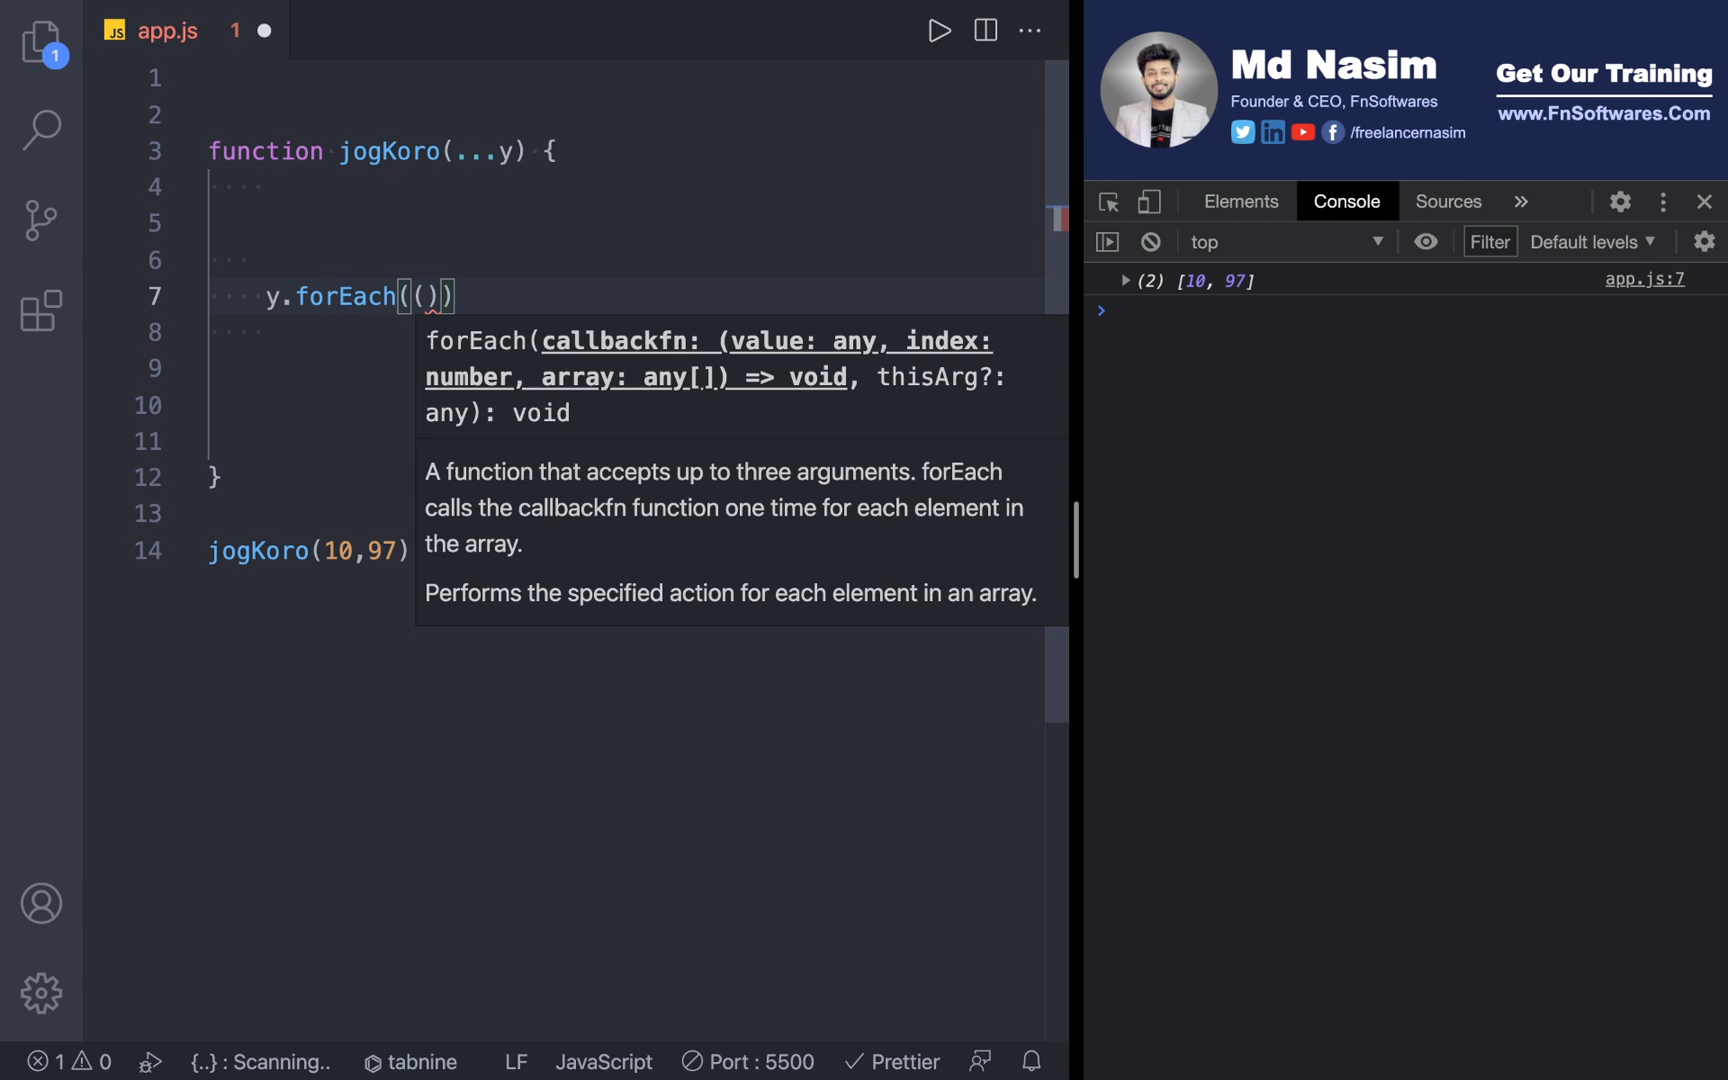 1
JS app.js 1
1
2
3 function jogKoro(...y) {
4
5
6
7 y.forEach(())
8
9
10
11
12 }
13
14 jogKoro(10,97)
forEach(callbackfn: (value: any, index:
number, array: any[]) => void, thisArg?:
any): void
A function that accepts up to three arguments. forEach
calls the callbackfn function one time for each element in
the array.
Performs the specified action for each element in an array.
1 0 {..} : Scanning.. tabnine LF JavaScript Port : 5500 Prettier
Md Nasim
Founder & CEO, FnSoftwares
/freelancernasim
Get Our Training
www.FnSoftwares.Com
Elements Console Sources »
top Filter Default levels
(2) [10, 97] app.js:7